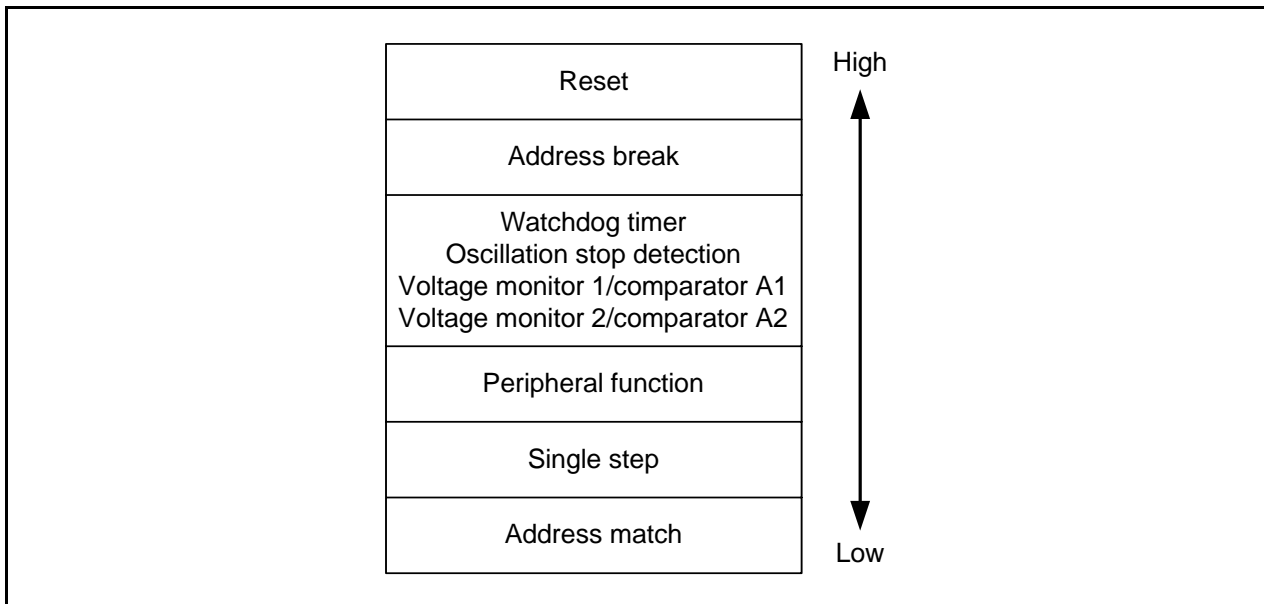 Reset
High
Address break
Watchdog timer
Oscillation stop detection
Voltage monitor 1/comparator A1
Voltage monitor 2/comparator A2
Peripheral function
Single step
Address match
Low